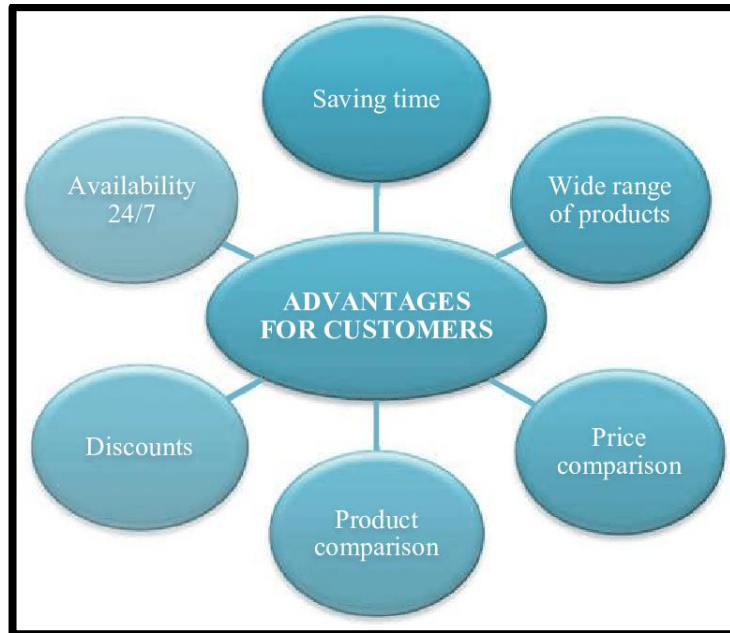 Saving time
Wide range
of products
Price
comparison
Product
comparison
Discounts
Availability
24/7
ADVANTAGES
FOR CUSTOMERS